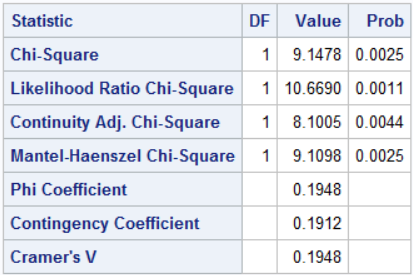 Statistic DF Value Prob
Chi-Square 1 9.1478 0.0025
Likelihood Ratio Chi-Square 1 10.6690 0.0011
Continuity Adj. Chi-Square 1 8.1005 0.0044
Mantel-Haenszel Chi-Square 1 9.1098 0.0025
Phi Coefficient 0.1948
Contingency Coefficient 0.1912
Cramer's V 0.1948